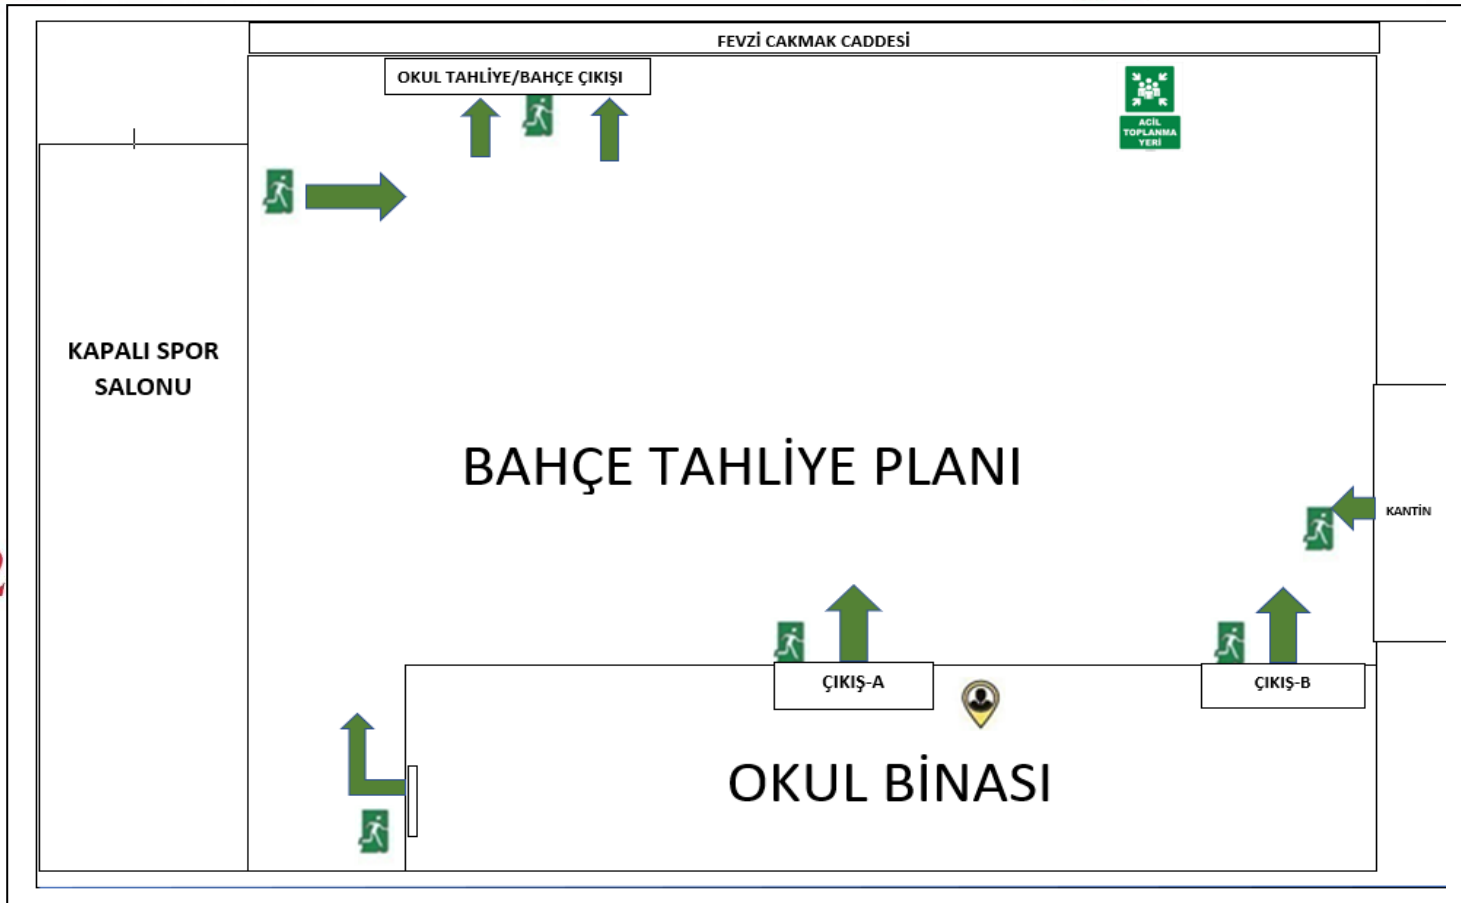 FEVZİ CAKMAK CADDESİ
OKUL TAHLİYE/BAHÇE ÇIKIŞI
ACİL
TOPLANMA
YERİ
KAPALI SPOR
SALONU
BAHÇE TAHLİYE PLANI
KANTİN
ÇIKIŞ-A
ÇIKIŞ-B
OKUL BİNASI